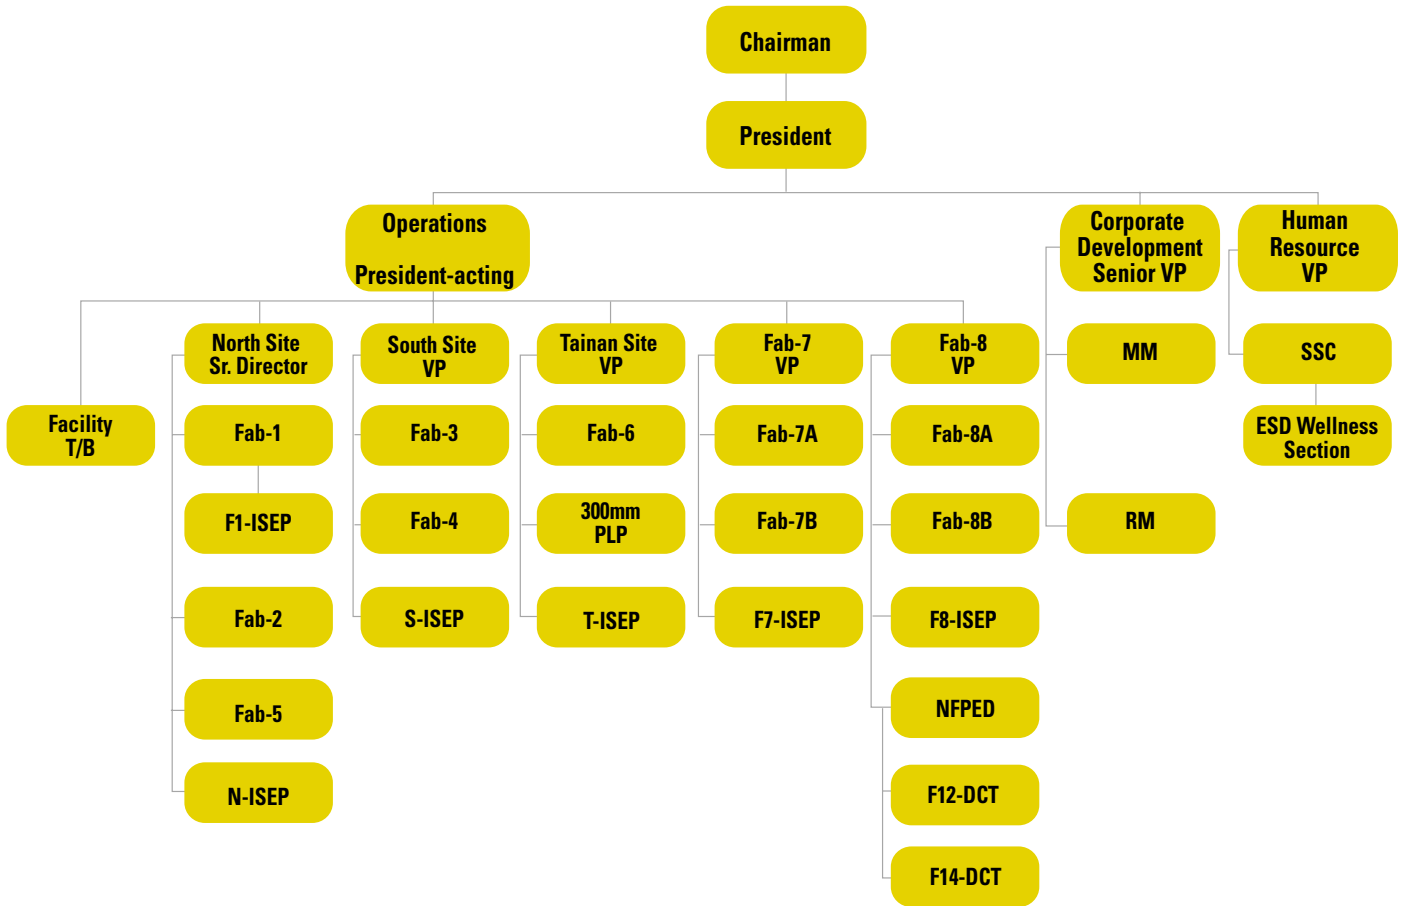 Chairman
President
Operations
President-acting
Corporate
Development
Senior VP
Human
Resource
VP
North Site
Sr. Director
South Site
VP
Tainan Site
VP
Fab-7
VP
Fab-8
VP
MM
SSC
Facility
T/B
Fab-1
Fab-3
Fab-6
Fab-7A
Fab-8A
ESD Wellness
Section
F1-ISEP
Fab-4
300mm
PLP
Fab-7B
Fab-8B
RM
Fab-2
S-ISEP
T-ISEP
F7-ISEP
F8-ISEP
Fab-5
NFPED
N-ISEP
F12-DCT
F14-DCT